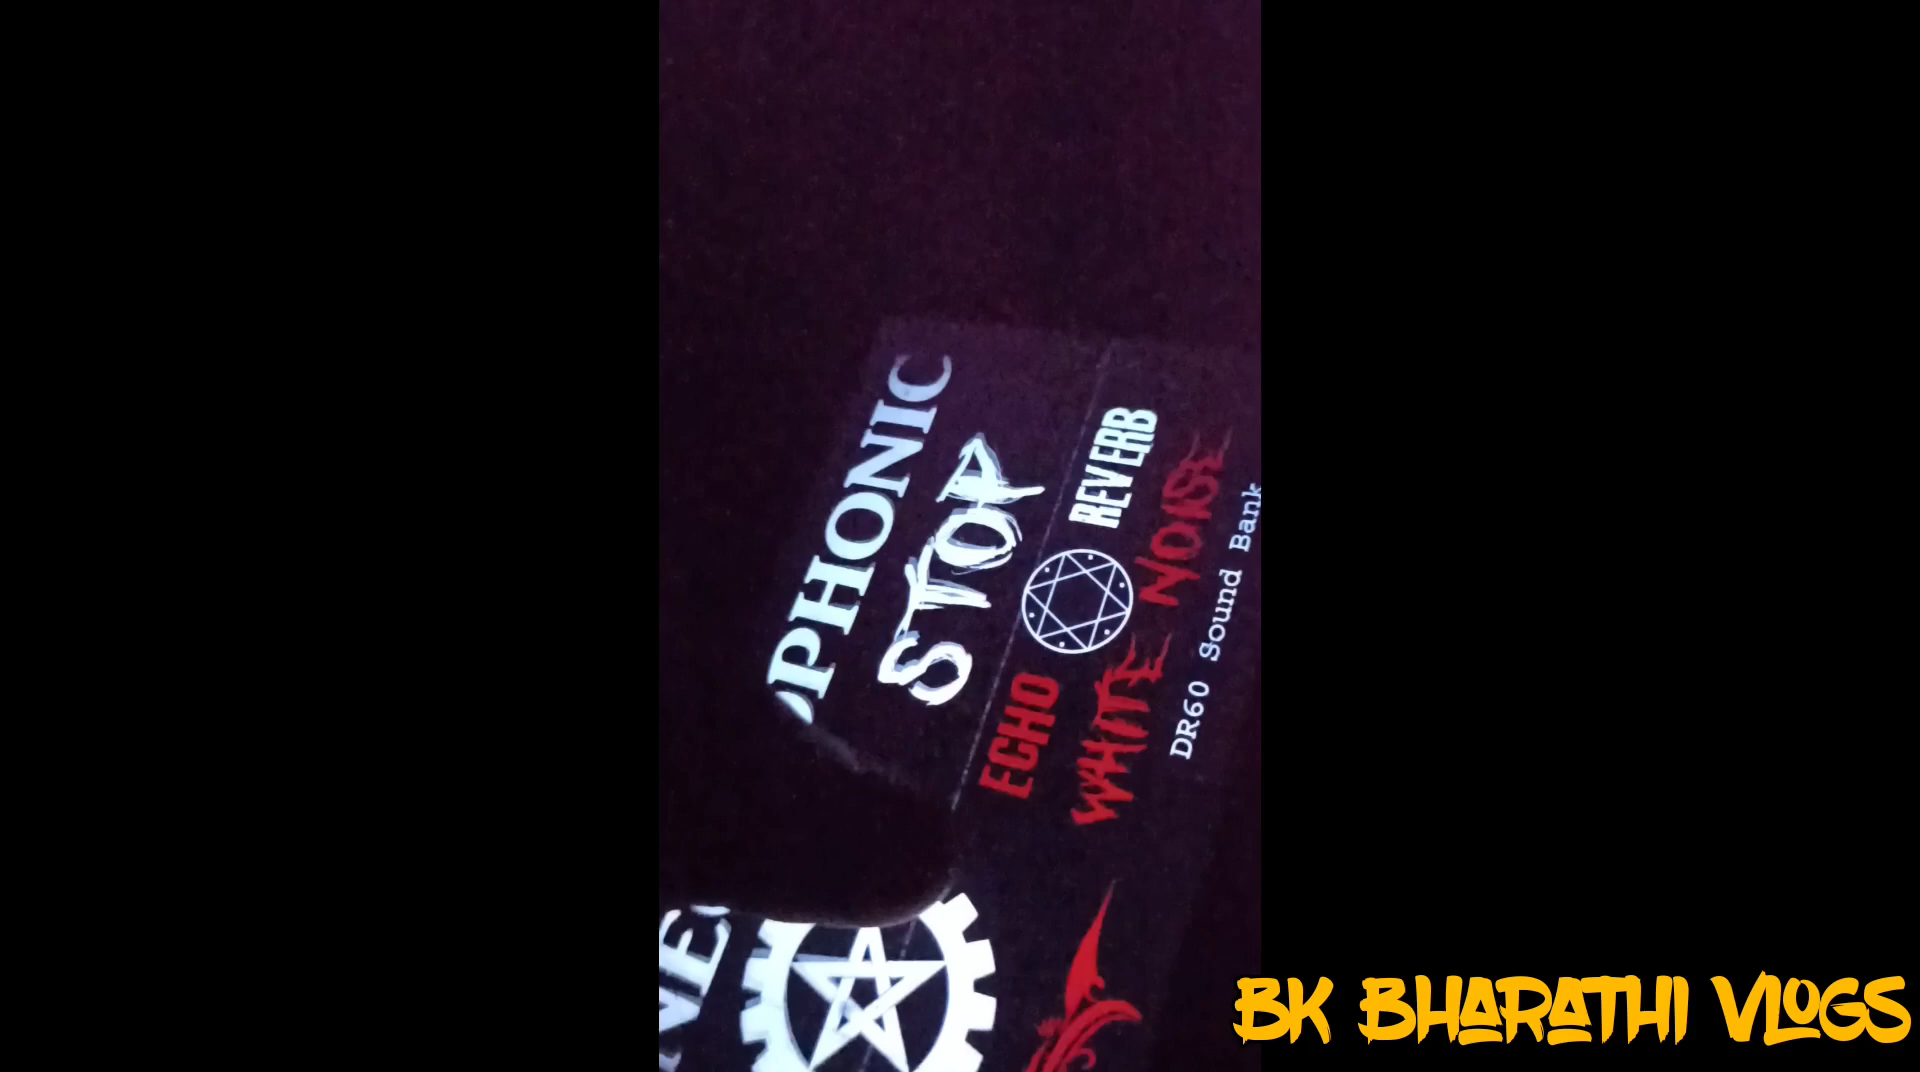 PHONIC
STOP
ECHO REVERB
WHITE NOISE
DR60 Sound Bank
BK BHARATHI VLOGS